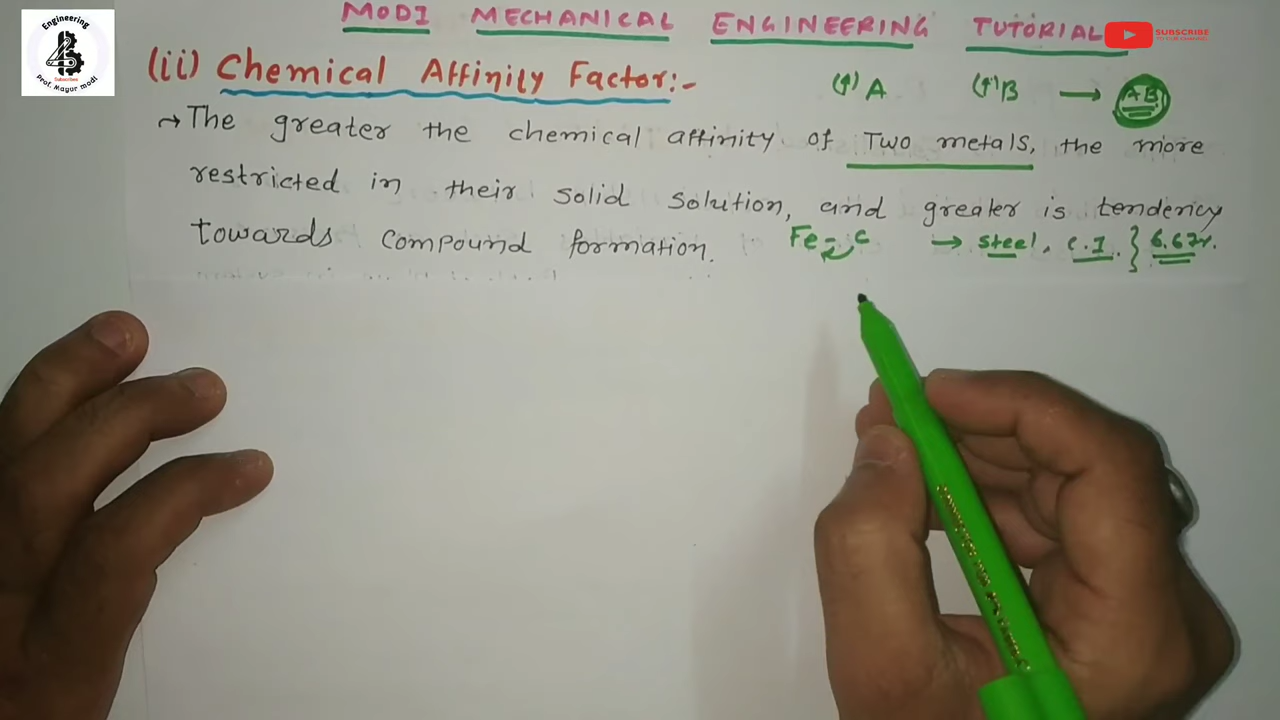 MODI MECHANICAL ENGINEERING TUTORIAL
SUBSCRIBE
Engineering
Subscribes
Prof. Mayur modi
(ii) Chemical Affinity Factor:-
(↑) A (↑) B → AB
→ The greater the chemical affinity of Two metals, the more
restricted in their solid solution, and greater is tendency
towards compound formation.
Fe - C → Steel, C.I } 6.67%.